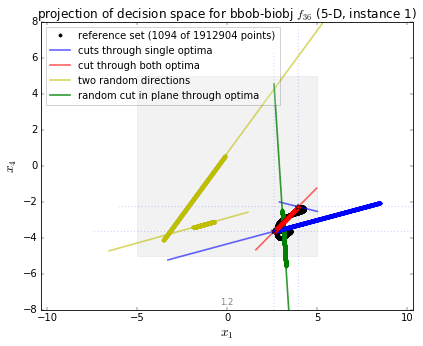 projection of decision space for bbob-biobj f36 (5-D, instance 1)
reference set (1094 of 1912904 points)
cuts through single optima
cut through both optima
two random directions
random cut in plane through optima
8
6
4
2
0
−2
−4
−6
−8
x4
1.2
−10
−5
0
5
10
x1